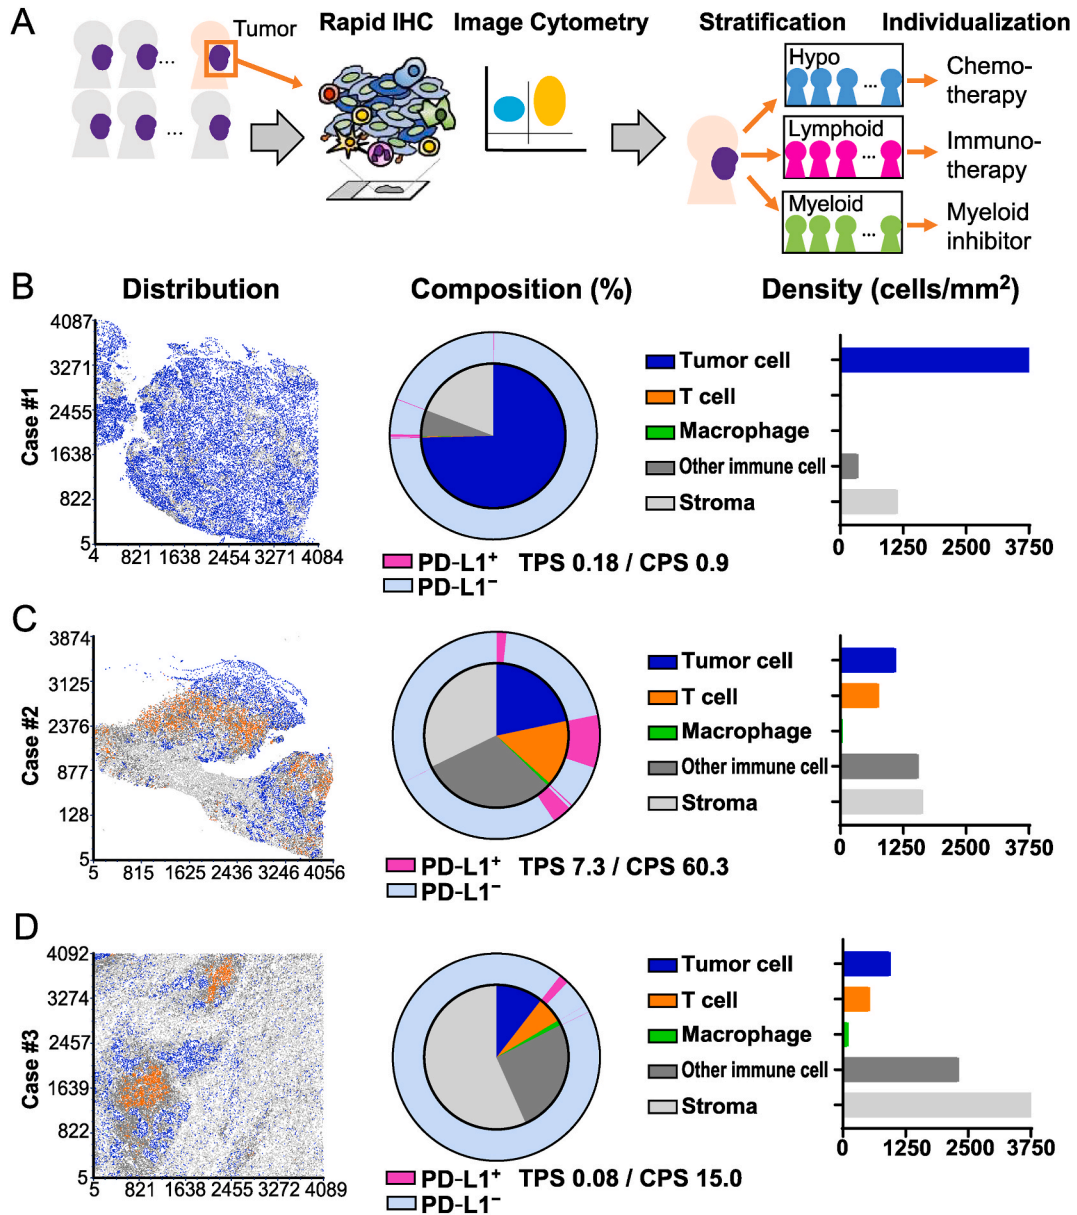 A
Tumor
Rapid IHC
Image Cytometry
Stratification
Individualization
...
...
Hypo
...
Chemo-
therapy
Lymphoid
...
Immuno-
therapy
Myeloid
...
Myeloid
inhibitor
B
Distribution
Composition (%)
Density (cells/mm²)
Case #1
4087
3271
2455
1638
822
5
4 821 1638 2454 3271 4084
PD-L1⁺ TPS 0.18 / CPS 0.9
PD-L1⁻
Tumor cell
T cell
Macrophage
Other immune cell
Stroma
0 1250 2500 3750
C
Case #2
3874
3125
2376
877
128
5
5 815 1625 2436 3246 4056
PD-L1⁺ TPS 7.3 / CPS 60.3
PD-L1⁻
Tumor cell
T cell
Macrophage
Other immune cell
Stroma
0 1250 2500 3750
D
Case #3
4092
3274
2457
1639
822
5
5 821 1638 2455 3272 4089
PD-L1⁺ TPS 0.08 / CPS 15.0
PD-L1⁻
Tumor cell
T cell
Macrophage
Other immune cell
Stroma
0 1250 2500 3750